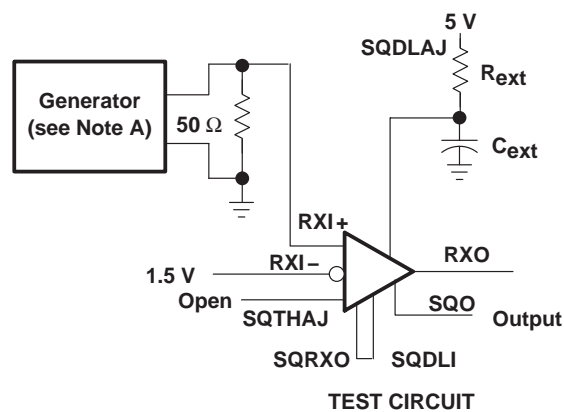 5 V
SQDLAJ
Rext
Generator
(see Note A)
50 Ω
Cext
RXI+
RXI−
RXO
1.5 V
Open
SQTHAJ
SQO
Output
SQRXO
SQDLI
TEST CIRCUIT